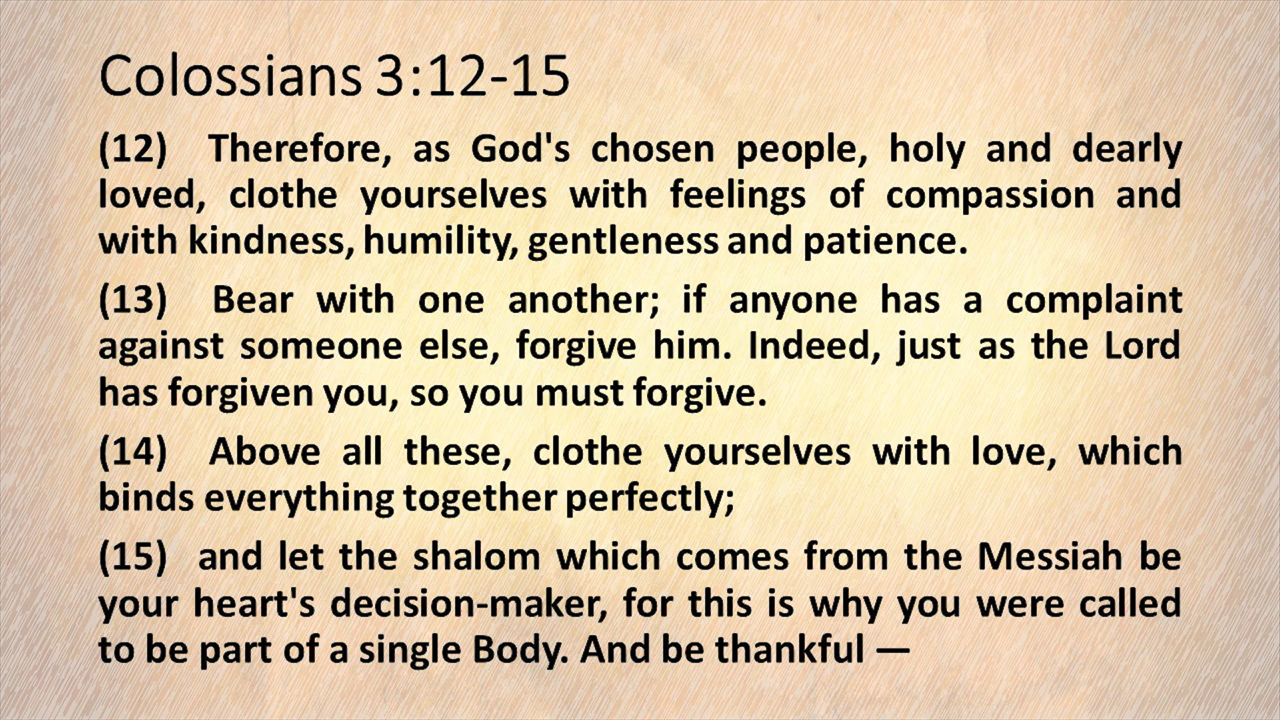 Colossians 3:12-15
(12) Therefore, as God's chosen people, holy and dearly
loved, clothe yourselves with feelings of compassion and
with kindness, humility, gentleness and patience.
(13) Bear with one another; if anyone has a complaint
against someone else, forgive him. Indeed, just as the Lord
has forgiven you, so you must forgive.
(14) Above all these, clothe yourselves with love, which
binds everything together perfectly;
(15) and let the shalom which comes from the Messiah be
your heart's decision-maker, for this is why you were called
to be part of a single Body. And be thankful —